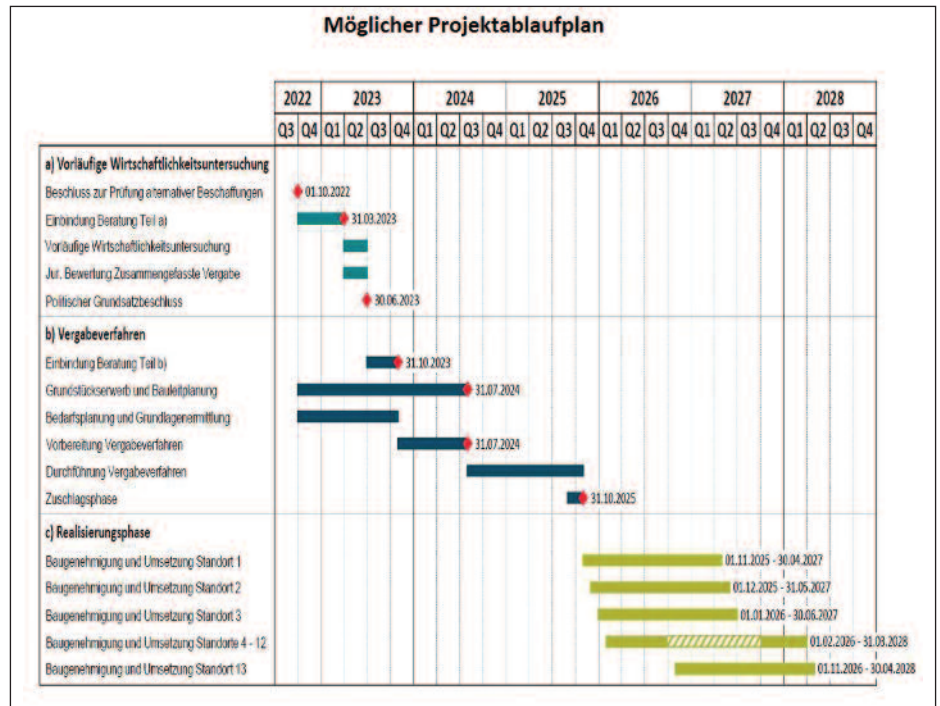 Möglicher Projektablaufplan
2022 2023 2024 2025 2026 2027 2028
Q3 Q4 Q1 Q2 Q3 Q4 Q1 Q2 Q3 Q4 Q1 Q2 Q3 Q4 Q1 Q2 Q3 Q4 Q1 Q2 Q3 Q4 Q1 Q2 Q3 Q4
a) Vorläufige Wirtschaftlichkeitsuntersuchung
Beschluss zur Prüfung alternativer Beschaffungen 01.10.2022
Einbindung Beratung Teil a) 31.03.2023
Vorläufige Wirtschaftlichkeitsuntersuchung
Jur. Bewertung Zusammengefasste Vergabe
Politischer Grundsatzbeschluss 30.06.2023
b) Vergabeverfahren
Einbindung Beratung Teil b) 31.10.2023
Grundstückserwerb und Bauleitplanung 31.07.2024
Bedarfsplanung und Grundlagenermittlung
Vorbereitung Vergabeverfahren 31.07.2024
Durchführung Vergabeverfahren
Zuschlagsphase 31.10.2025
c) Realisierungsphase
Baugenehmigung und Umsetzung Standort 1 01.11.2025 - 30.04.2027
Baugenehmigung und Umsetzung Standort 2 01.12.2025 - 31.05.2027
Baugenehmigung und Umsetzung Standort 3 01.01.2026 - 30.06.2027
Baugenehmigung und Umsetzung Standorte 4 - 12 01.02.2026 - 31.03.2028
Baugenehmigung und Umsetzung Standort 13 01.11.2026 - 30.04.2028